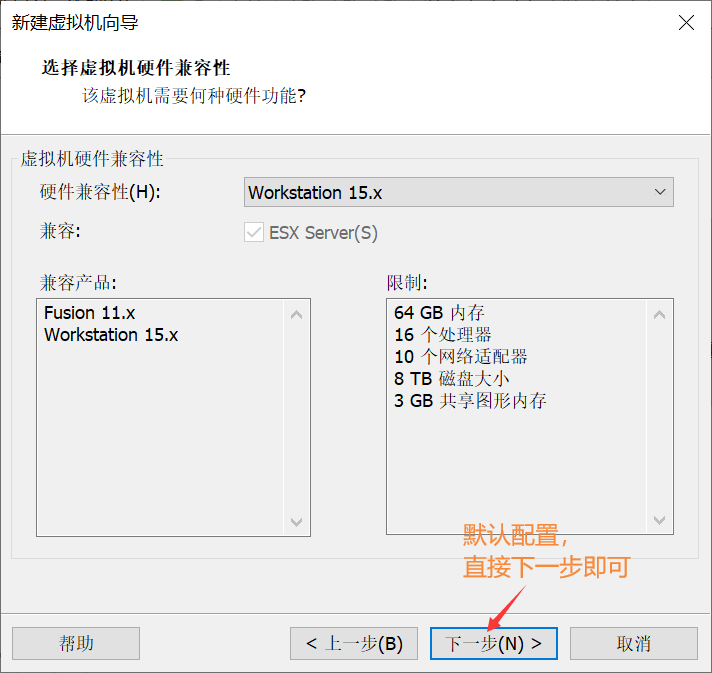 新建虚拟机向导
选择虚拟机硬件兼容性
该虚拟机需要何种硬件功能?
虚拟机硬件兼容性
硬件兼容性(H):
Workstation 15.x
兼容:
ESX Server(S)
兼容产品:
限制:
Fusion 11.x
Workstation 15.x
64 GB 内存
16 个处理器
10 个网络适配器
8 TB 磁盘大小
3 GB 共享图形内存
默认配置，
直接下一步即可
帮助
< 上一步(B)
下一步(N) >
取消